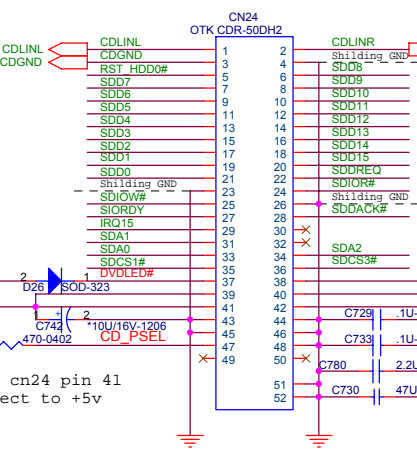 CN24
OTK CDR-50DH2
CDLINL CDLINL 1 2 CDLINR
CDGND CDGND 3 4 Shilding GND
RST_HDD0# 5 6 SDD8
SDD7 7 8 SDD9
SDD6 9 10 SDD10
SDD5 11 12 SDD11
SDD4 13 14 SDD12
SDD3 15 16 SDD13
SDD2 17 18 SDD14
SDD1 19 20 SDD15
SDD0 21 22 SDDREQ
Shilding GND 23 24 SDIOR#
SDIOW# 25 26 Shilding GND
SIORDY 27 28 SDDACK#
IRQ15 29 30
SDA1 31 32
SDA0 33 34 SDA2
SDCS1# 35 36 SDCS3#
2 1 DVDLED# 37 38
D26 SOD-323 39 40
41 42
1 + 2 43 44 C729 .1U-
C742 *10U/16V-1206 45 46
470-0402 CD_PSEL 47 48 C733 .1U-
49 50
C780 2.2U
cn24 pin 41 51
ect to +5v 52 C730 47U